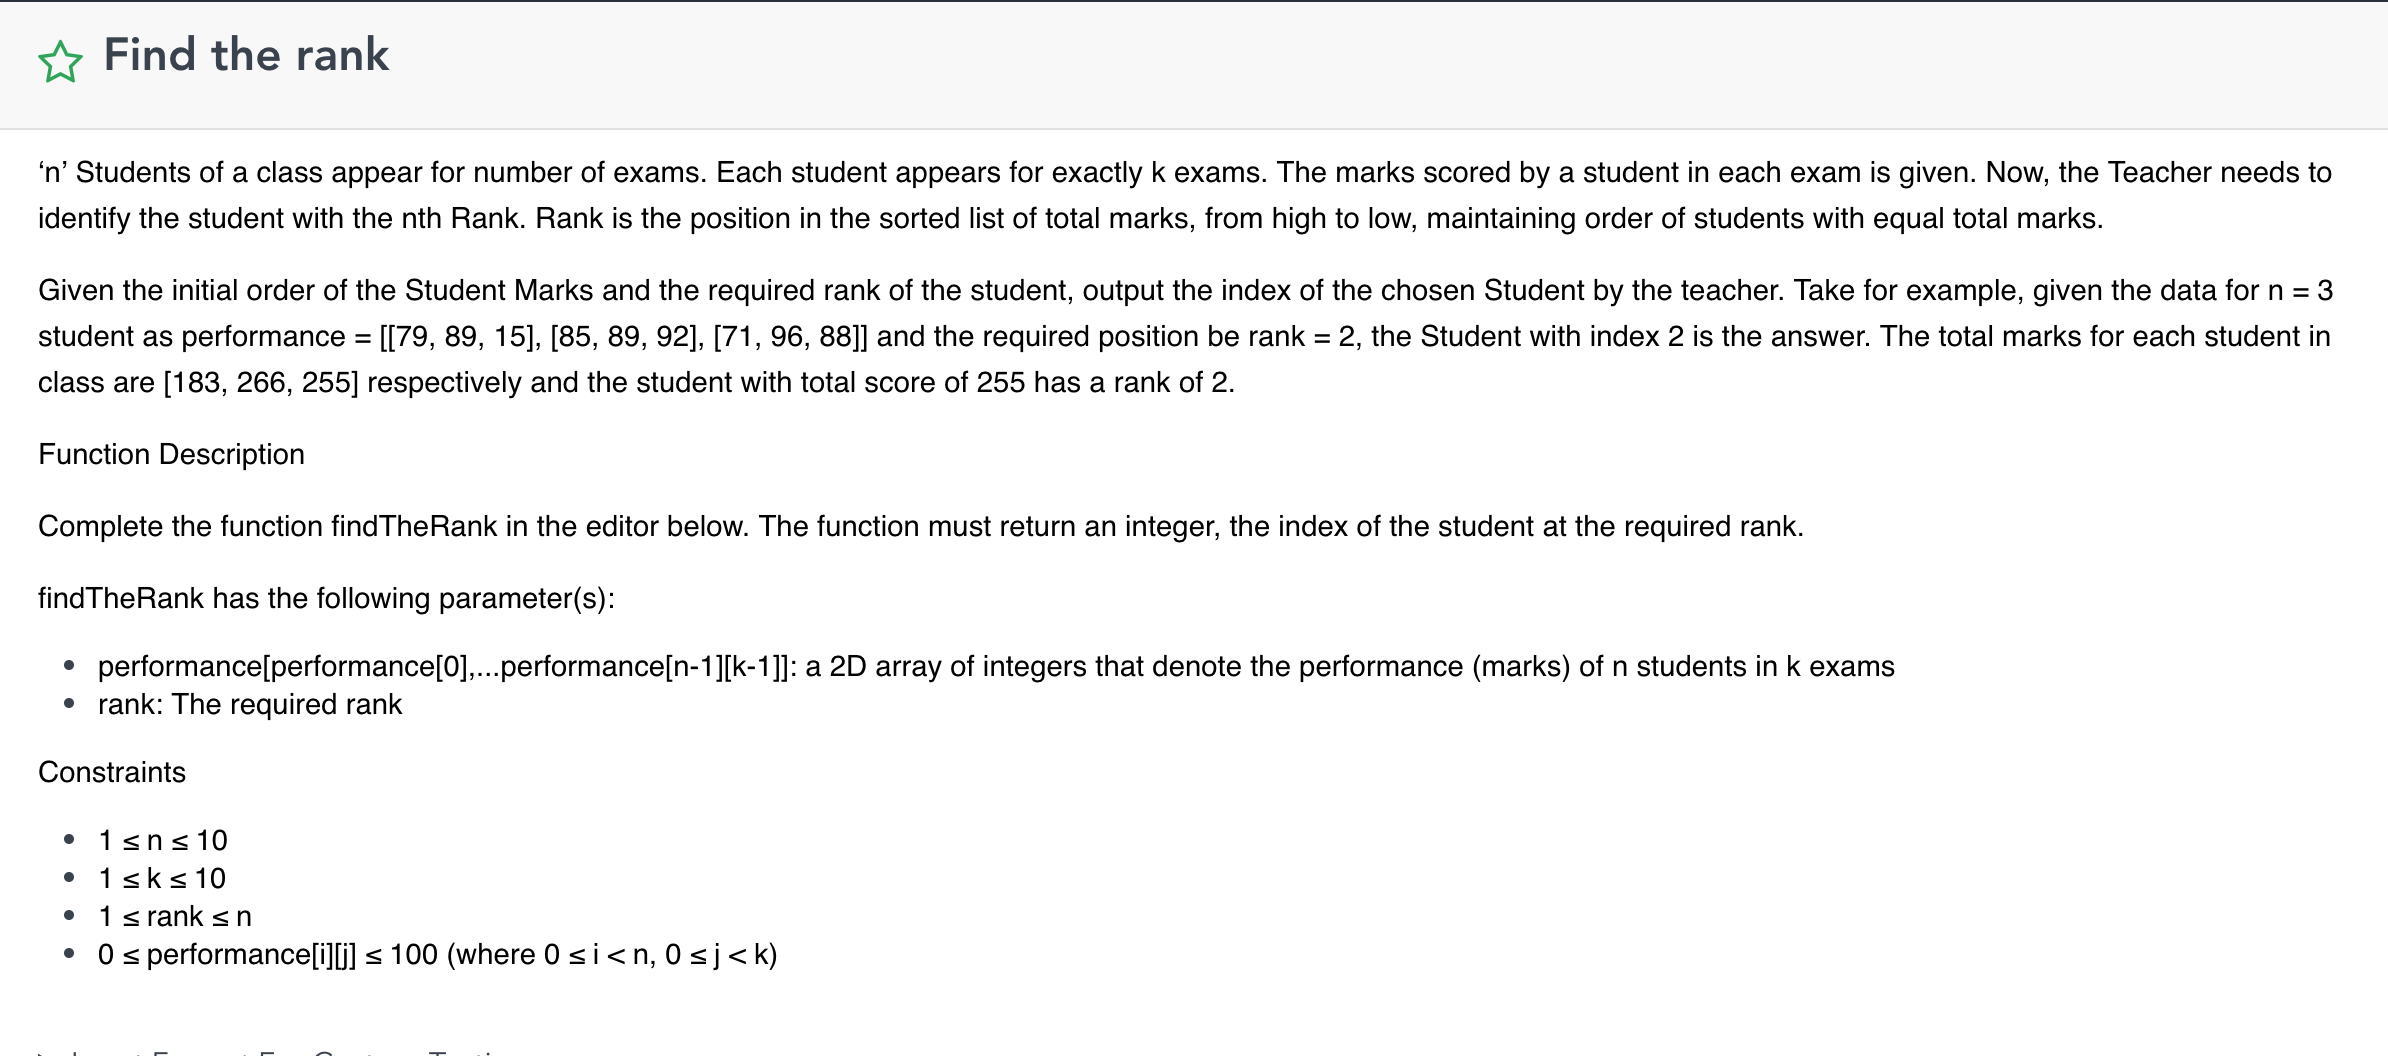 Find the rank
‘n’ Students of a class appear for number of exams. Each student appears for exactly k exams. The marks scored by a student in each exam is given. Now, the Teacher needs to
identify the student with the nth Rank. Rank is the position in the sorted list of total marks, from high to low, maintaining order of students with equal total marks.
Given the initial order of the Student Marks and the required rank of the student, output the index of the chosen Student by the teacher. Take for example, given the data for n = 3
student as performance = [[79, 89, 15], [85, 89, 92], [71, 96, 88]] and the required position be rank = 2, the Student with index 2 is the answer. The total marks for each student in
class are [183, 266, 255] respectively and the student with total score of 255 has a rank of 2.
Function Description
Complete the function findTheRank in the editor below. The function must return an integer, the index of the student at the required rank.
findTheRank has the following parameter(s):
• performance[performance[0],...performance[n-1][k-1]]: a 2D array of integers that denote the performance (marks) of n students in k exams
• rank: The required rank
Constraints
• 1 ≤ n ≤ 10
• 1 ≤ k ≤ 10
• 1 ≤ rank ≤ n
• 0 ≤ performance[i][j] ≤ 100 (where 0 ≤ i < n, 0 ≤ j < k)